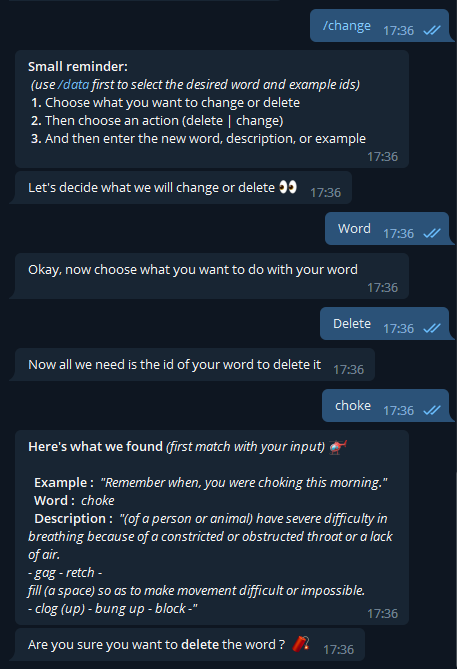 /change 17:36
Small reminder:
(use /data first to select the desired word and example ids)
1. Choose what you want to change or delete
2. Then choose an action (delete | change)
3. And then enter the new word, description, or example
17:36
Let's decide what we will change or delete 👀 17:36
Word 17:36
Okay, now choose what you want to do with your word
17:36
Delete 17:36
Now all we need is the id of your word to delete it 17:36
choke 17:36
Here's what we found (first match with your input) 🚁
Example : "Remember when, you were choking this morning."
Word : choke
Description : "(of a person or animal) have severe difficulty in
breathing because of a constricted or obstructed throat or a lack
of air.
- gag - retch -
fill (a space) so as to make movement difficult or impossible.
- clog (up) - bung up - block -"
17:36
Are you sure you want to delete the word ? 🧨 17:36